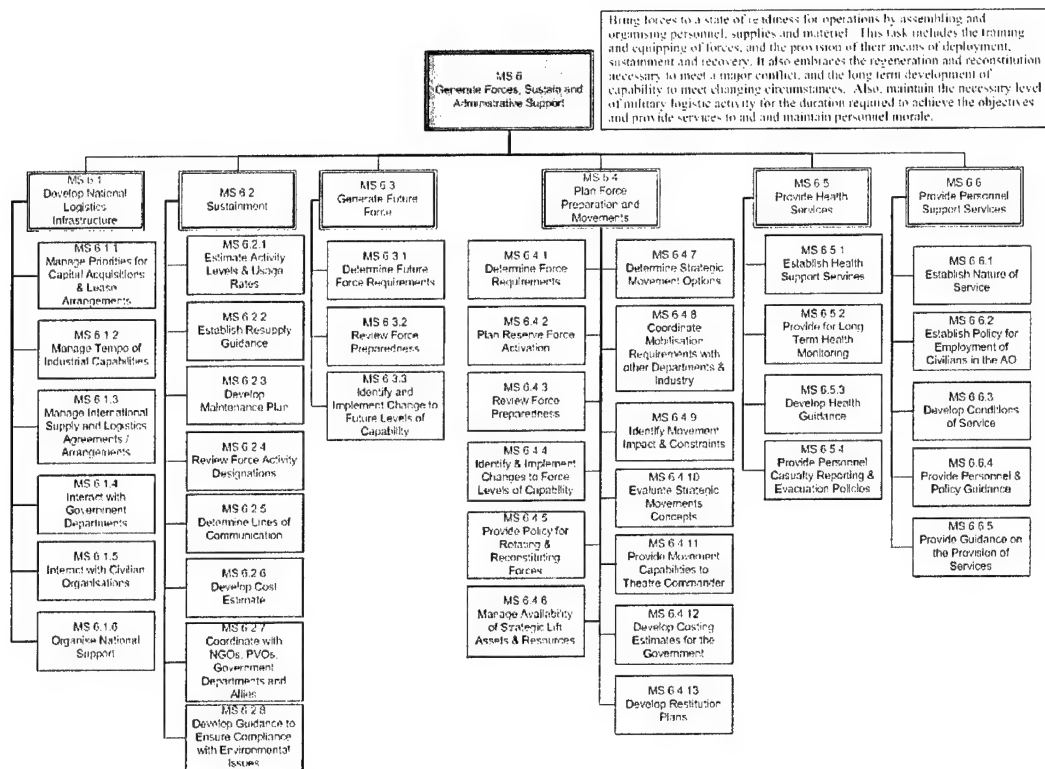 Bring forces to a state of readiness for operations by assembling and
organising personnel, supplies and materiel. This task includes the training
and equipping of forces, and the provision of their means of deployment,
sustainment and recovery. It also embraces the regeneration and reconstitution
necessary to meet a major conflict, and the long term development of
capability to meet changing circumstances. Also, maintain the necessary level
of military logistic activity for the duration required to achieve the objectives
and provide services to aid and maintain personnel morale.
MS 6
Generate Forces, Sustain and
Administrative Support
MS 6.1
Develop National
Logistics
Infrastructure
MS 6.1.1
Manage Priorities for
Capital Acquisitions
& Lease
Arrangements
MS 6.1.2
Manage Tempo
of Industrial Capabilities
MS 6.1.3
Manage International
Supply and Logistics
Agreements /
Arrangements
MS 6.1.4
Interact with
Government
Departments
MS 6.1.5
Interact with Civilian
Organisations
MS 6.1.6
Organise National
Support
MS 6.2
Sustainment
MS 6.2.1
Estimate Activity
Levels & Usage
Rates
MS 6.2.2
Establish Resupply
Guidance
MS 6.2.3
Develop
Maintenance Plan
MS 6.2.4
Review Force Activity
Designations
MS 6.2.5
Determine Lines of
Communication
MS 6.2.6
Develop Cost
Estimate
MS 6.2.7
Coordinate with
NGOs, PVOs,
Government
Departments and
Allies
MS 6.2.8
Develop Guidance to
Ensure Compliance
with Environmental
Issues
MS 6.3
Generate Future
Force
MS 6.3.1
Determine Future
Force Requirements
MS 6.3.2
Review Force
Preparedness
MS 6.3.3
Identify and
Implement Change to
Future Levels of
Capability
MS 6.4
Plan Force
Preparation and
Movements
MS 6.4.1
Determine Force
Requirements
MS 6.4.2
Plan Reserve Force
Activation
MS 6.4.3
Review Force
Preparedness
MS 6.4.4
Identify & Implement
Changes to Force
Levels of Capability
MS 6.4.5
Provide Policy for
Rotating &
Reconstituting
Forces
MS 6.4.6
Manage Availability
of Strategic Lift
Assets & Resources
MS 6.4.7
Determine Strategic
Movement Options
MS 6.4.8
Coordinate
Mobilisation
Requirements with
other Departments &
Industry
MS 6.4.9
Identify Movement
Impact & Constraints
MS 6.4.10
Evaluate Strategic
Movements
Concepts
MS 6.4.11
Provide Movement
Capabilities to
Theatre Commander
MS 6.4.12
Develop Costing
Estimates for the
Government
MS 6.4.13
Develop Restitution
Plans
MS 6.5
Provide Health
Services
MS 6.5.1
Establish Health
Support Services
MS 6.5.2
Provide for Long
Term Health
Monitoring
MS 6.5.3
Develop Health
Guidance
MS 6.5.4
Provide Personnel
Casualty Reporting &
Evacuation Policies
MS 6.6
Provide Personnel
Support Services
MS 6.6.1
Establish Nature of
Service
MS 6.6.2
Establish Policy for
Employment of
Civilians in the AO
MS 6.6.3
Develop Conditions
of Service
MS 6.6.4
Provide Personnel &
Policy Guidance
MS 6.6.5
Provide Guidance on
the Provision of
Services